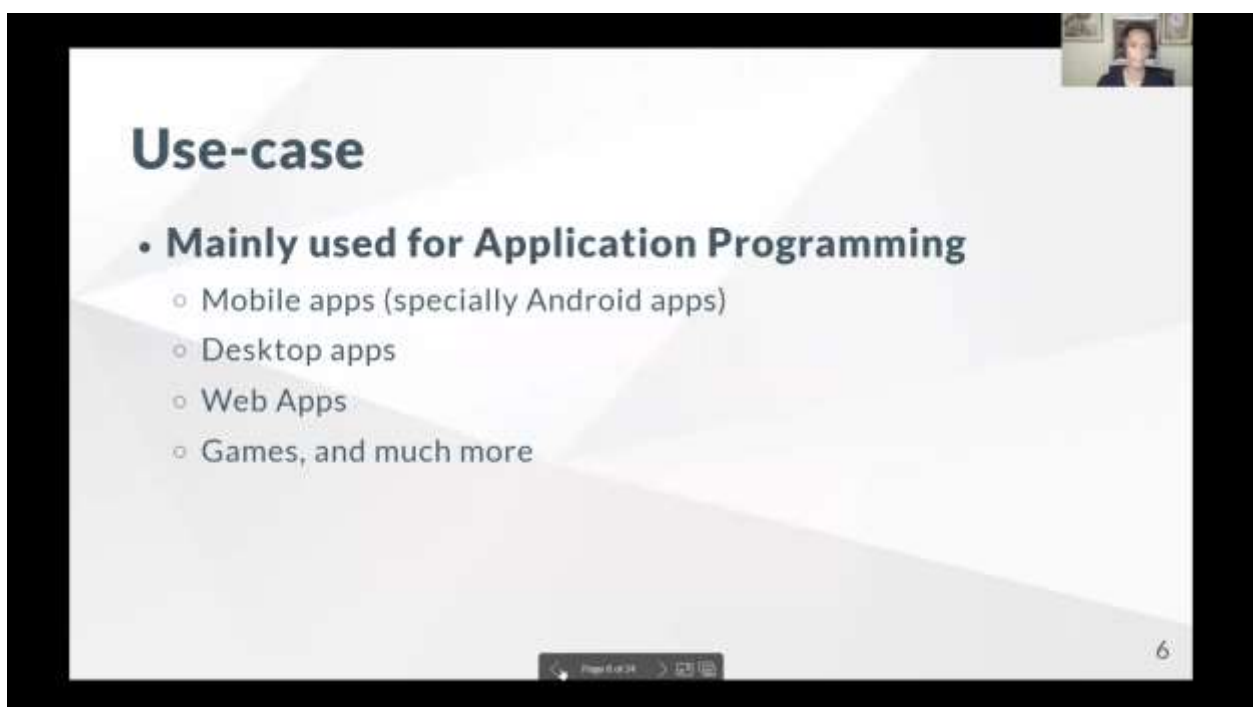 Use-case
• Mainly used for Application Programming
○ Mobile apps (specially Android apps)
○ Desktop apps
○ Web Apps
○ Games, and much more
6